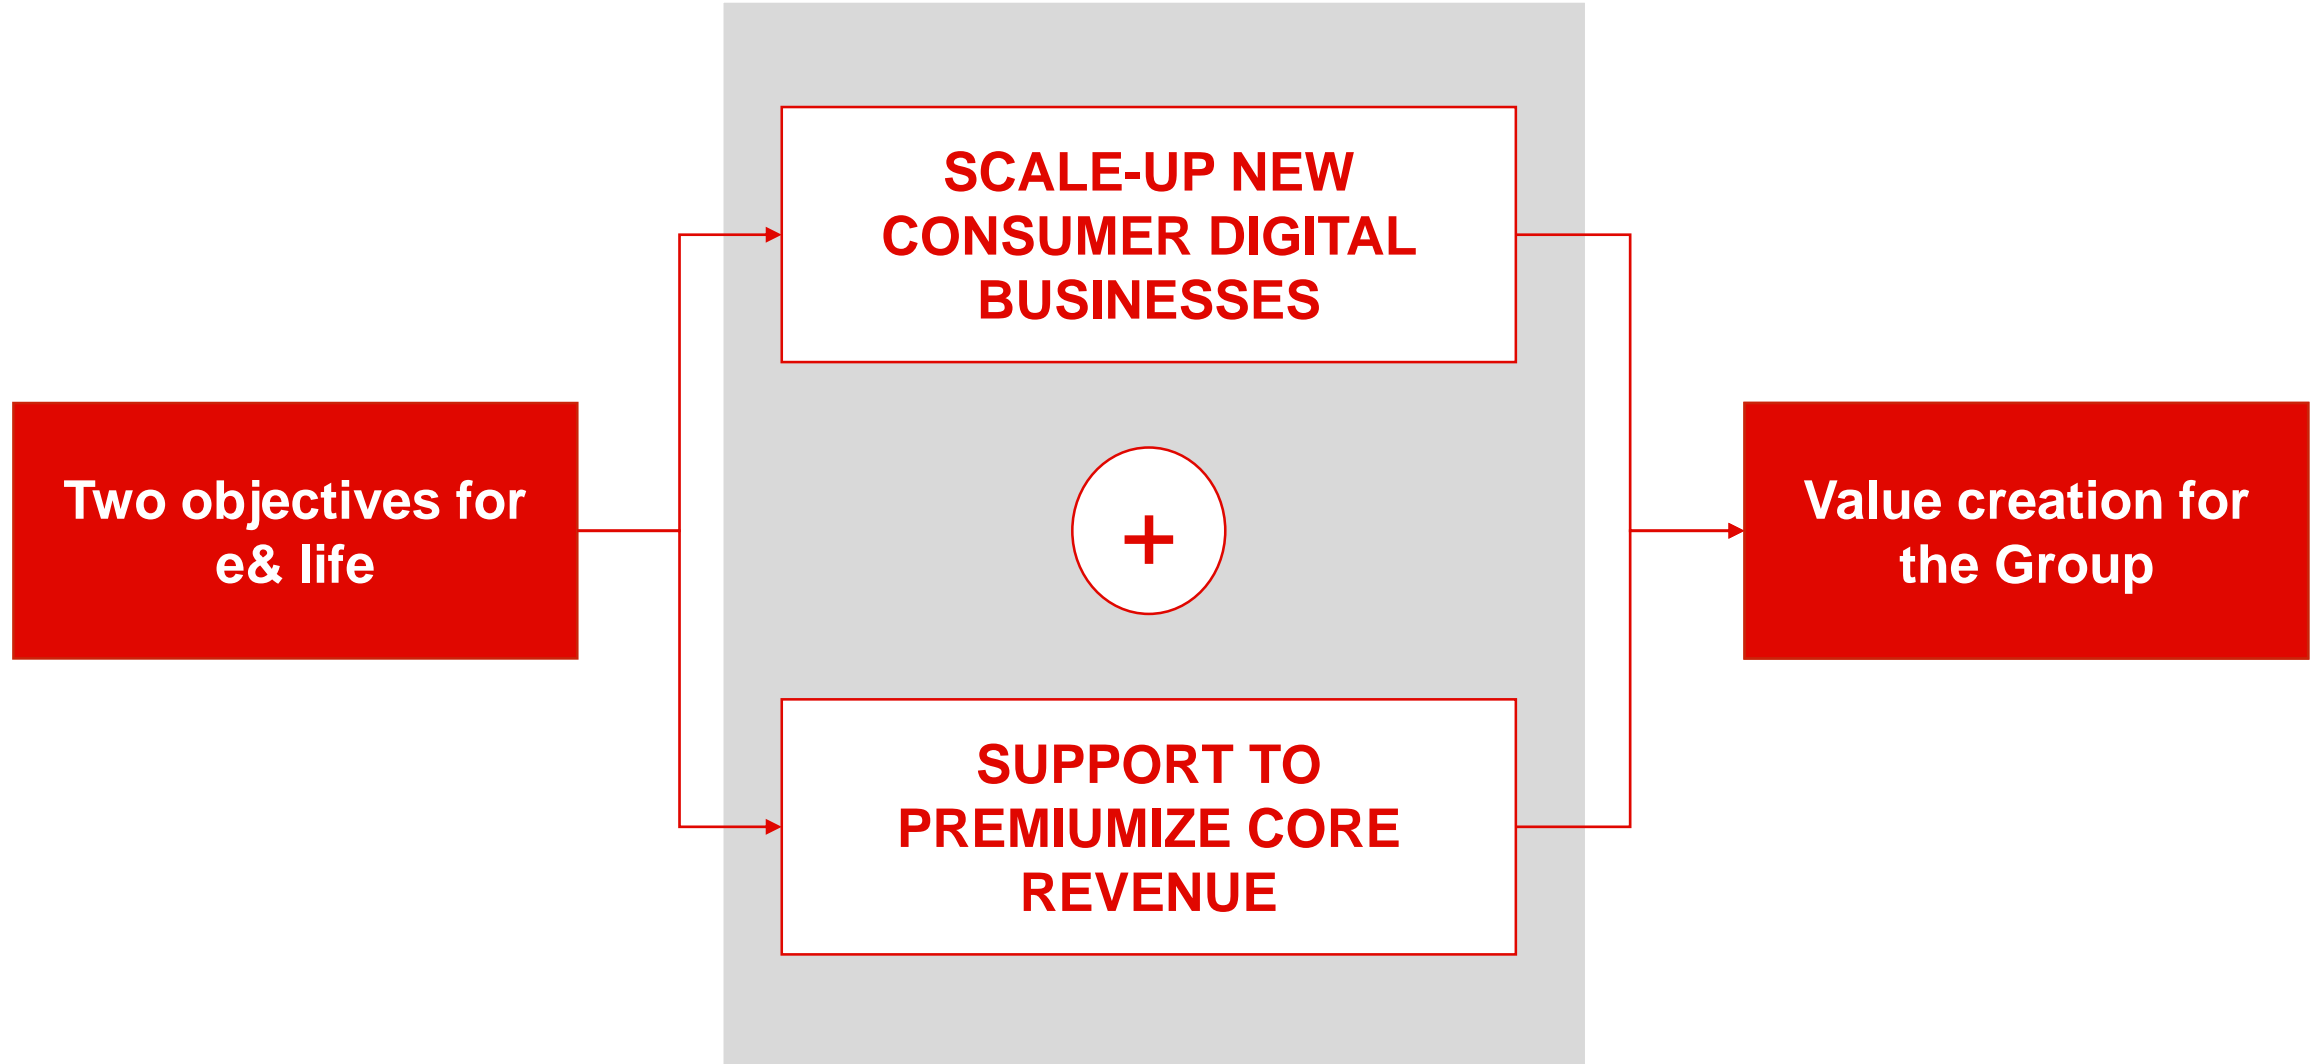 Two objectives for
e& life
SCALE-UP NEW
CONSUMER DIGITAL
BUSINESSES
+
SUPPORT TO
PREMIUMIZE CORE
REVENUE
Value creation for
the Group